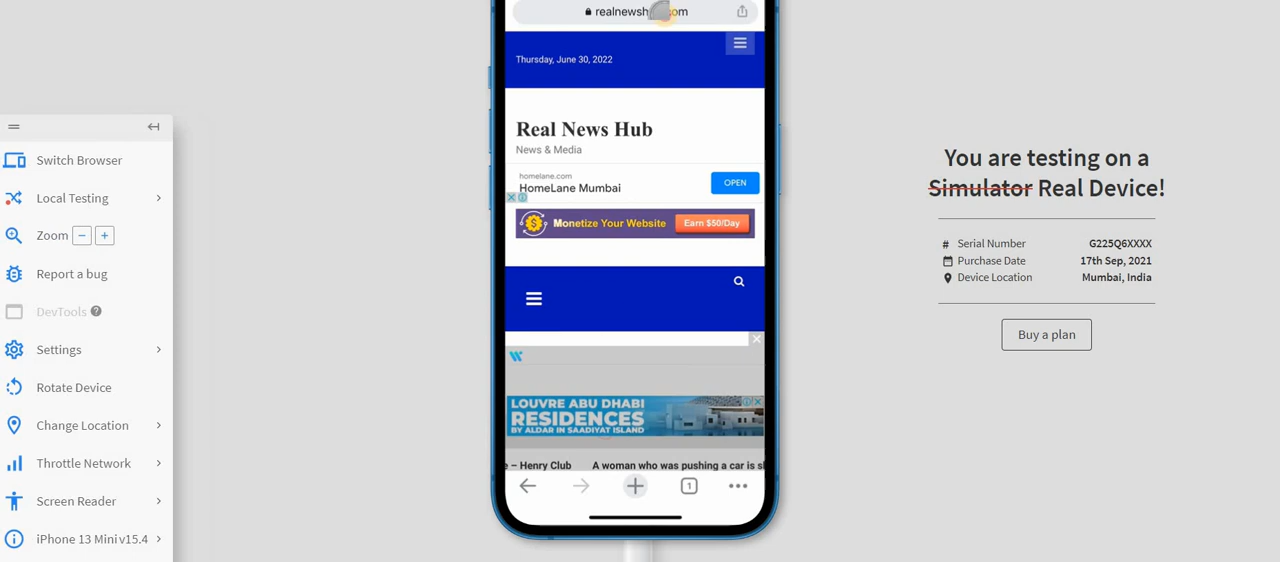 Switch Browser
Local Testing
Zoom − +
Report a bug
DevTools ?
Settings
Rotate Device
Change Location
Throttle Network
Screen Reader
iPhone 13 Mini v15.4
Thursday, June 30, 2022
Real News Hub
News & Media
homelane.com
HomeLane Mumbai
OPEN
Monetize Your Website Earn $50/Day
LOUVRE ABU DHABI
RESIDENCES
BY ALDAR IN SAADIYAT ISLAND
– Henry Club A woman who was pushing a car is
1
You are testing on a
Simulator Real Device!
# Serial Number G225Q6XXXX
Purchase Date 17th Sep, 2021
Device Location Mumbai, India
Buy a plan